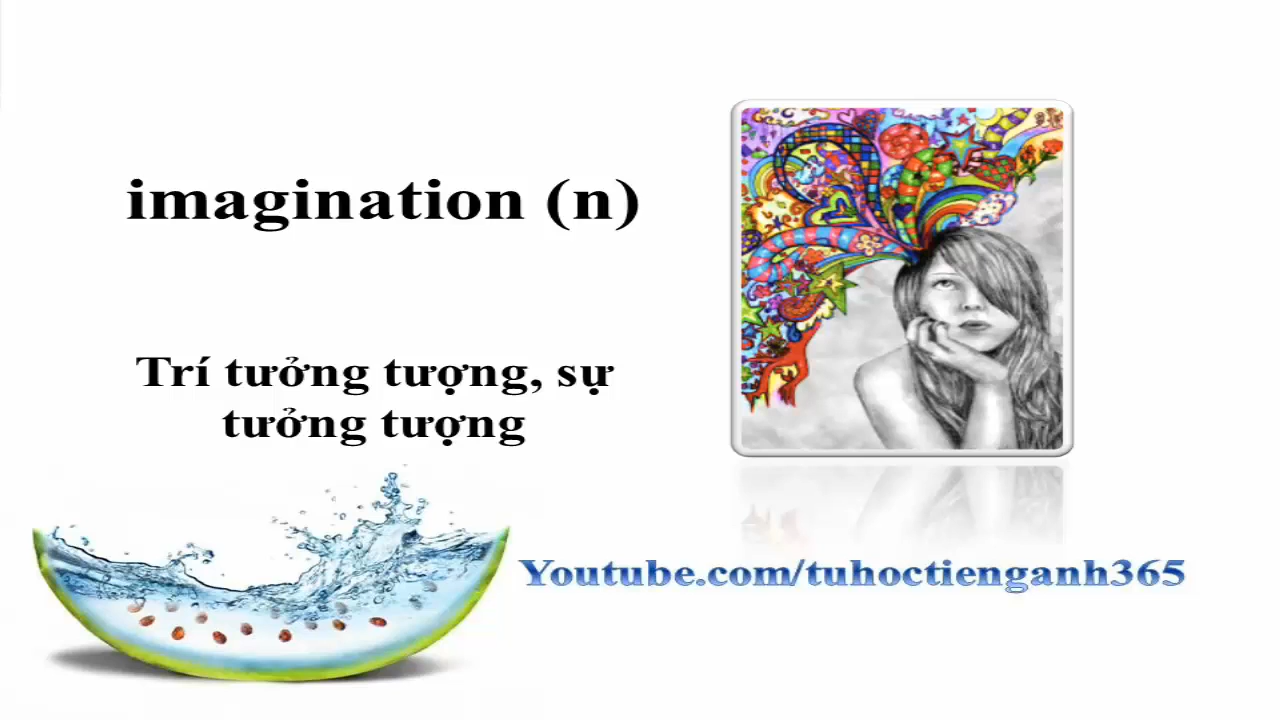 imagination (n)
Trí tưởng tượng, sự
tưởng tượng
Youtube.com/tuhoctienganh365